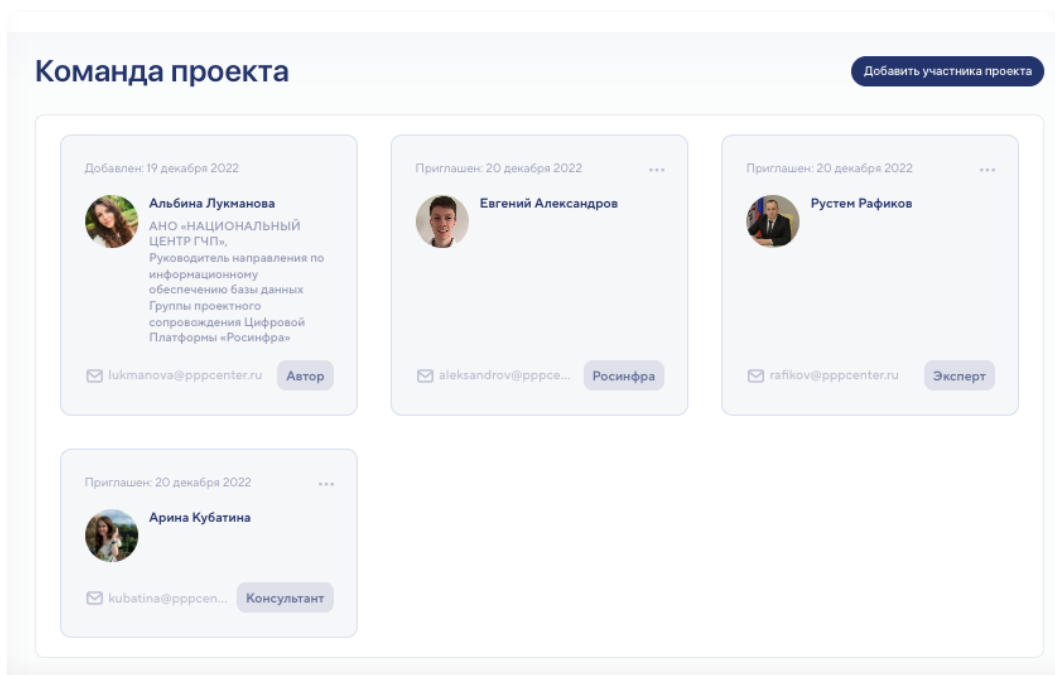 Команда проекта
Добавить участника проекта
Добавлен: 19 декабря 2022
Альбина Лукманова
АНО «НАЦИОНАЛЬНЫЙ
ЦЕНТР ГЧП»,
Руководитель направления по
информационному
обеспечению базы данных
Группы проектного
сопровождения Цифровой
Платформы «Росинфра»
lukmanova@pppcenter.ru
Автор
Приглашен: 20 декабря 2022
Евгений Александров
aleksandrov@pppce...
Росинфра
Приглашен: 20 декабря 2022
Рустем Рафиков
rafikov@pppcenter.ru
Эксперт
Приглашен: 20 декабря 2022
Арина Кубатина
kubatina@pppcen...
Консультант